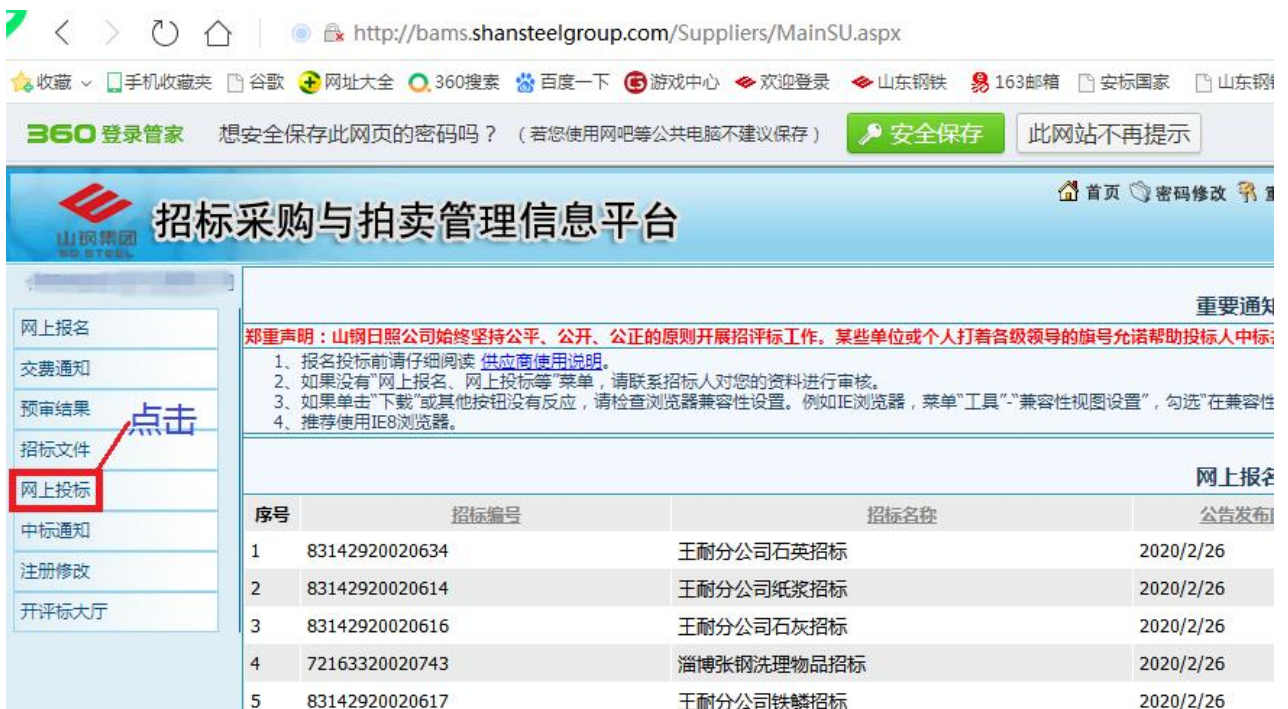 http://bams.shansteelgroup.com/Suppliers/MainSU.aspx
收藏 手机收藏夹 谷歌 网址大全 360搜索 百度一下 游戏中心 欢迎登录 山东钢铁 163邮箱 安标国家 山东钢
360 登录管家 想安全保存此网页的密码吗？ （若您使用网吧等公共电脑不建议保存） 安全保存 此网站不再提示
首页 密码修改
山钢集团
SD STEEL
招标采购与拍卖管理信息平台
网上报名
交费通知
预审结果
招标文件
网上投标
中标通知
注册修改
开评标大厅
点击
重要通知
郑重声明：山钢日照公司始终坚持公平、公开、公正的原则开展招评标工作。某些单位或个人打着各级领导的旗号允诺帮助投标人中标
1、报名投标前请仔细阅读 供应商使用说明。
2、如果没有"网上报名、网上投标等"菜单，请联系招标人对您的资料进行审核。
3、如果单击"下载"或其他按钮没有反应，请检查浏览器兼容性设置。例如IE浏览器，菜单"工具"-"兼容性视图设置"，勾选"在兼容性
4、推荐使用IE8浏览器。
网上报名
序号 招标编号 招标名称 公告发布
1 83142920020634 王耐分公司石英招标 2020/2/26
2 83142920020614 王耐分公司纸浆招标 2020/2/26
3 83142920020616 王耐分公司石灰招标 2020/2/26
4 72163320020743 淄博张钢洗理物品招标 2020/2/26
5 83142920020617 王耐分公司铁鳞招标 2020/2/26